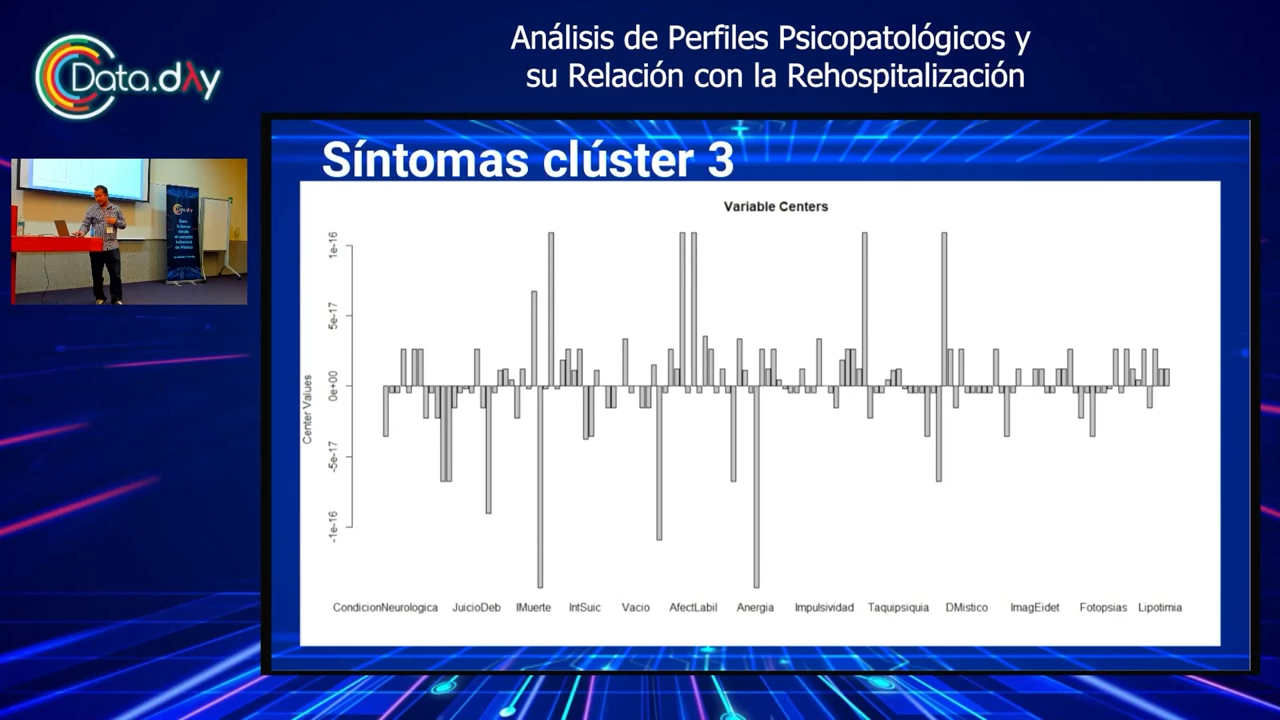 Análisis de Perfiles Psicopatológicos y
su Relación con la Rehospitalización
Data.dλy
Síntomas clúster 3
Variable Centers
Center Values
1e-16
5e-17
0e+00
-5e-17
-1e-16
CondicionNeurologica JuicioDeb IMuerte IntSuic Vacio AfectLabil Anergia Impulsividad Taquipsiquia DMistico ImagEidet Fotopsias Lipotimia